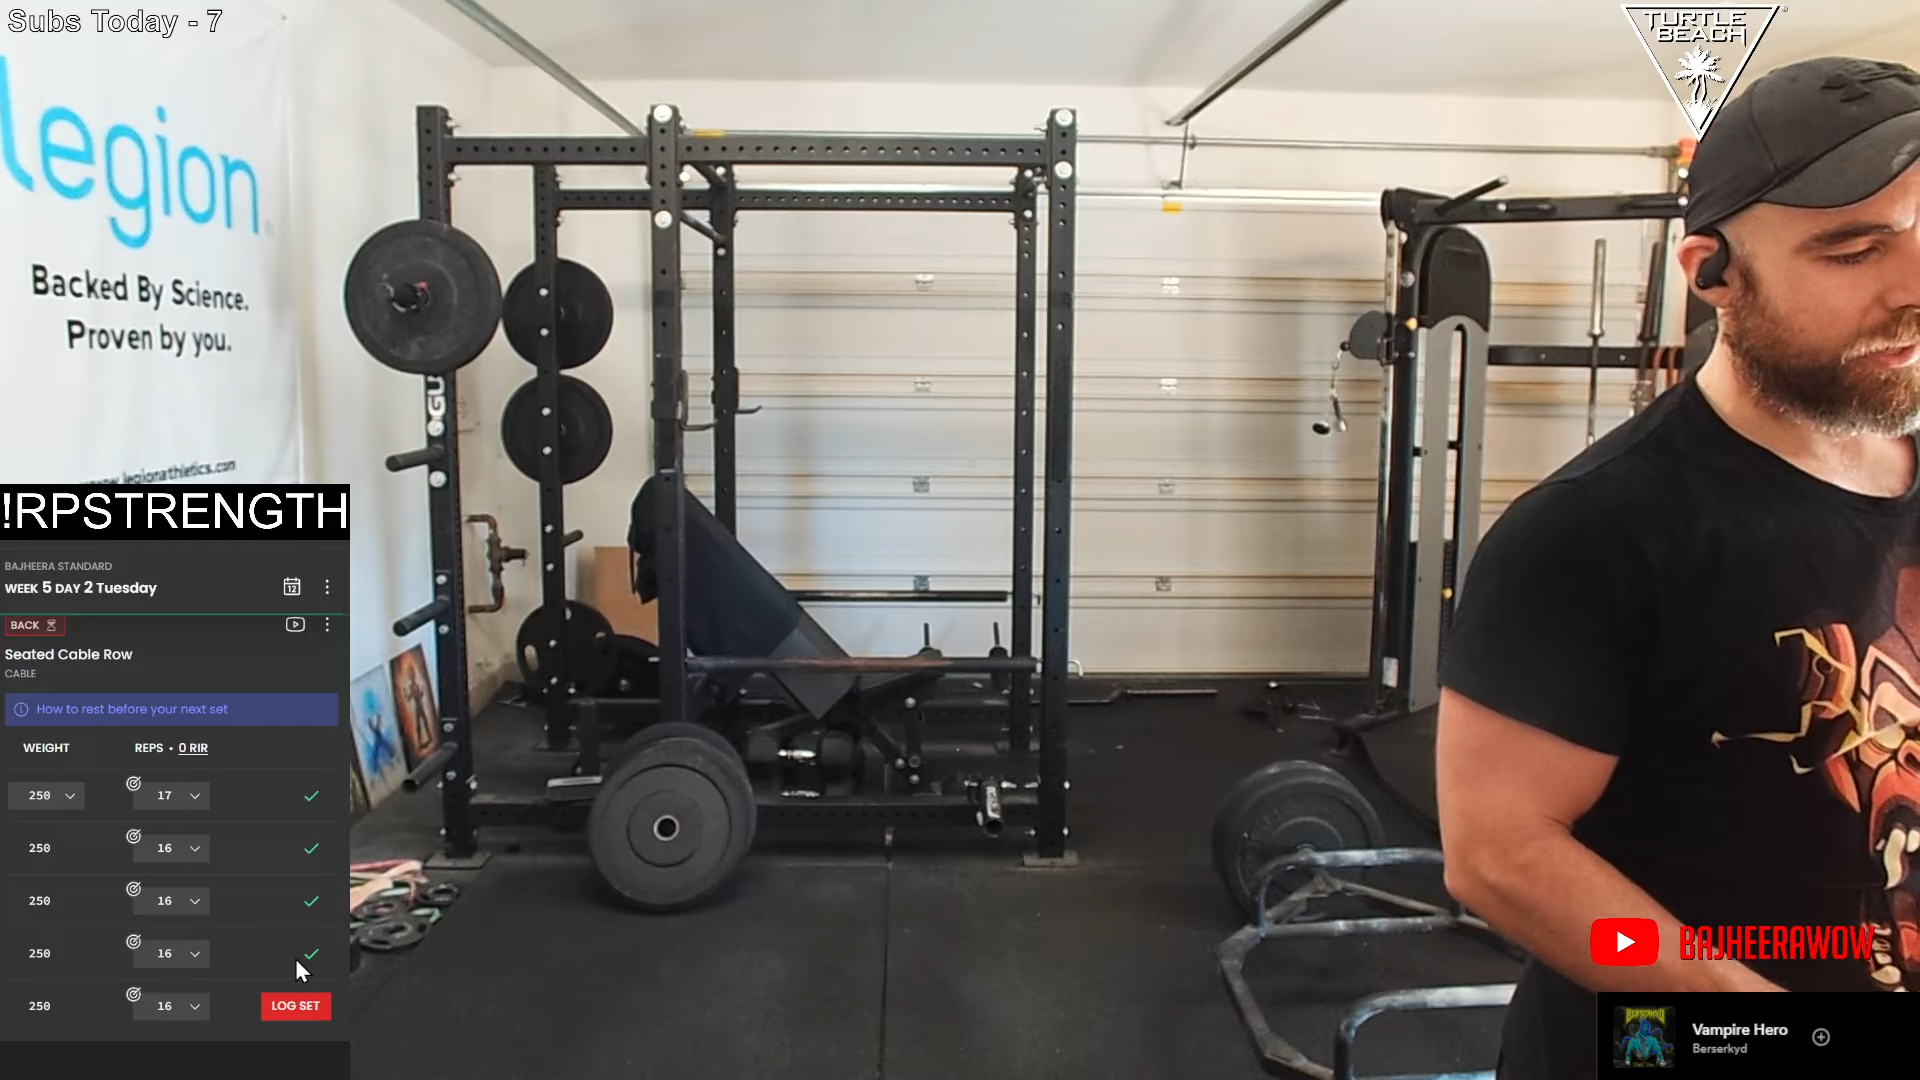 Subs Today - 7
TURTLE
BEACH
legion
Backed By Science.
Proven by you.
www.legionathletics.com
!RPSTRENGTH
BAJHEERA STANDARD
WEEK 5 DAY 2 Tuesday
12
BACK
Seated Cable Row
CABLE
How to rest before your next set
WEIGHT REPS • 0 RIR
250 17
250 16
250 16
250 16
250 16 LOG SET
BAJHEERAWOW
Vampire Hero
Berserkyd